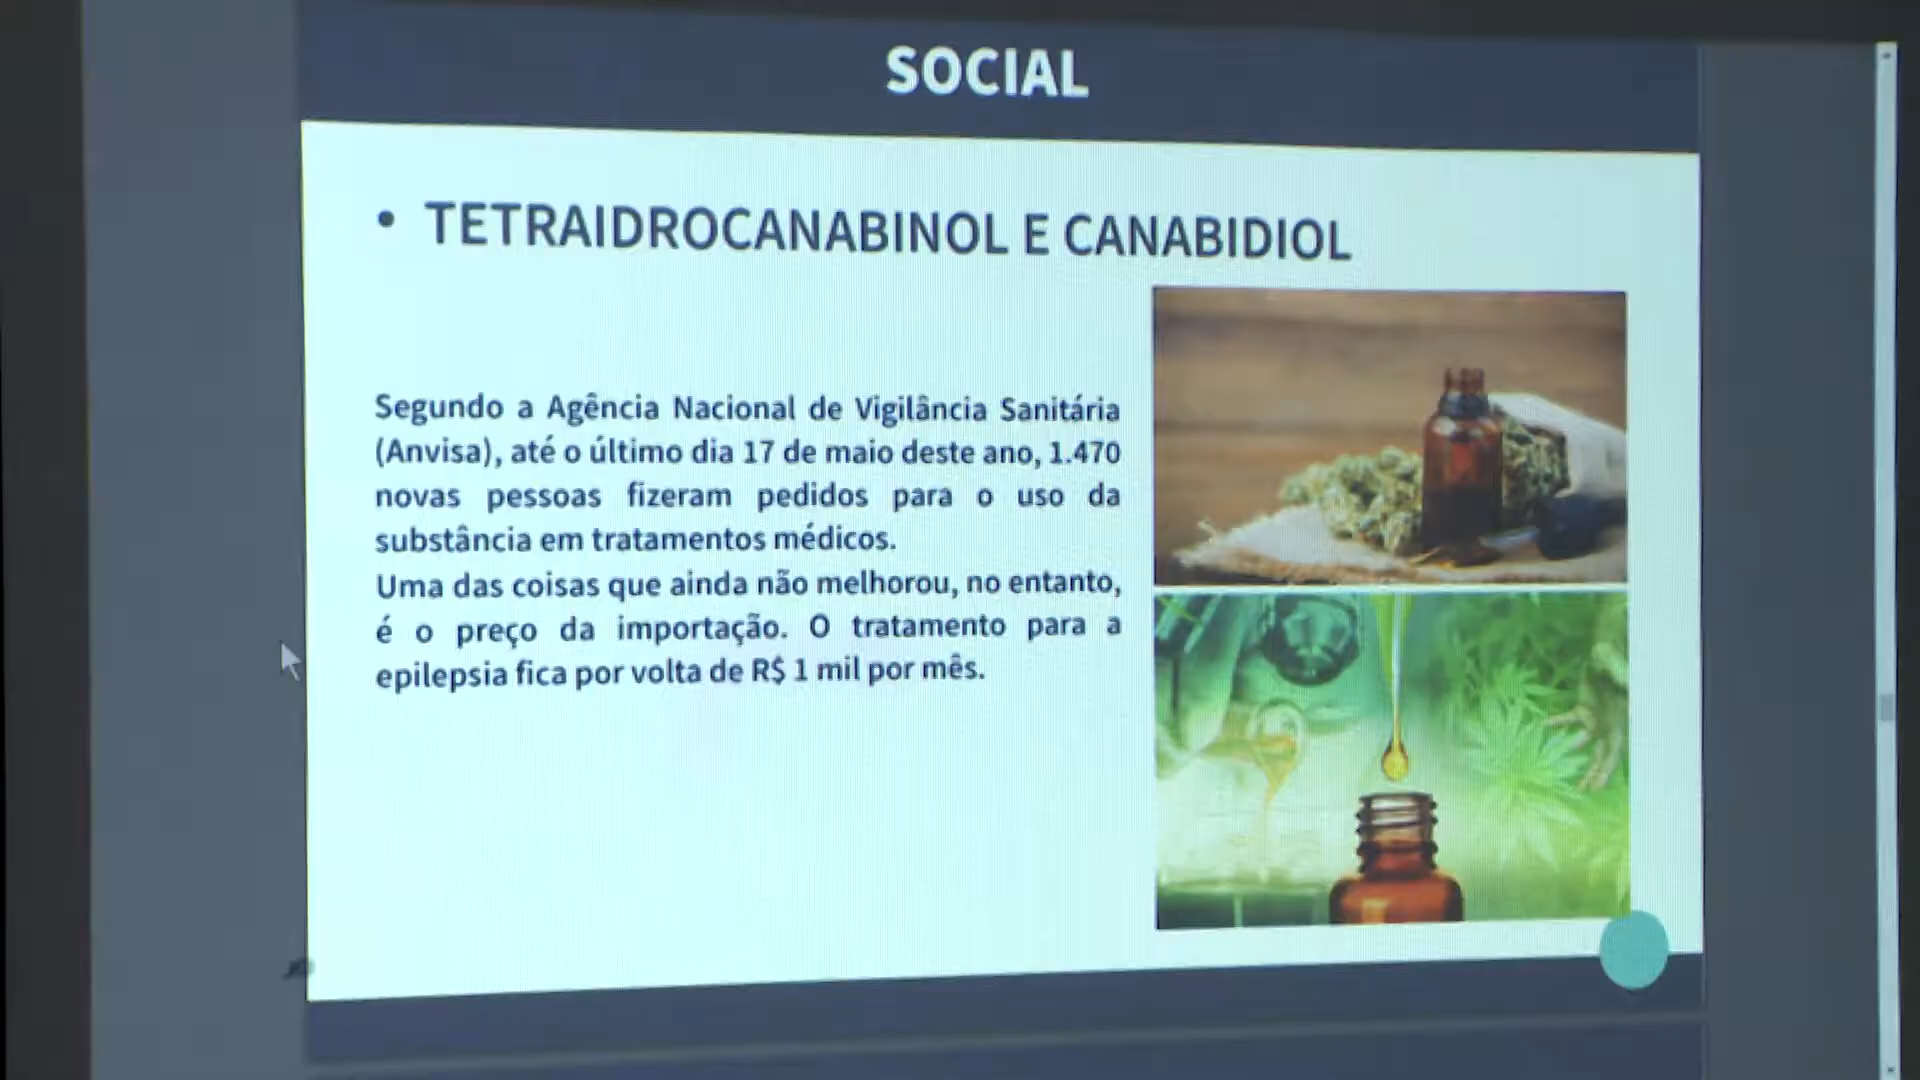 SOCIAL
• TETRAIDROCANABINOL E CANABIDIOL
Segundo a Agência Nacional de Vigilância Sanitária
(Anvisa), até o último dia 17 de maio deste ano, 1.470
novas pessoas fizeram pedidos para o uso da
substância em tratamentos médicos.
Uma das coisas que ainda não melhorou, no entanto,
é o preço da importação. O tratamento para a
epilepsia fica por volta de R$ 1 mil por mês.